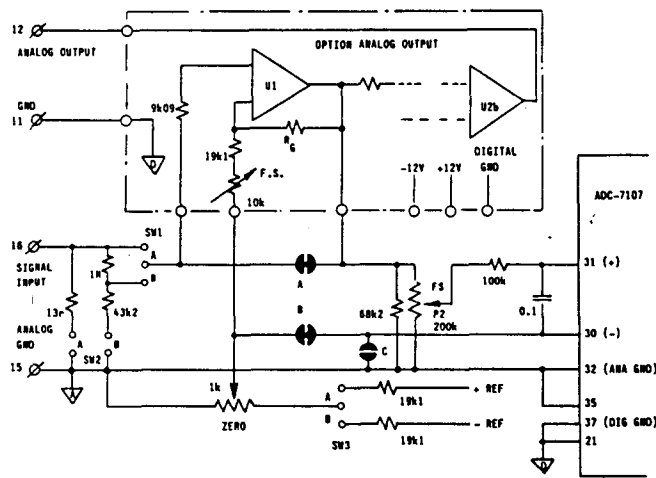 12
ANALOG OUTPUT
OPTION ANALOG OUTPUT
U1
U2b
9k09
GND
11
D
RG
19k1
F.S.
10k
-12V
+12V
DIGITAL
GND
ADC-7107
16
SIGNAL
INPUT
SW1
A
B
1M
43k2
ANALOG
GND
A
B
SW2
15
A
A
B
C
68k2
FS
P2
200k
100k
0.1
31 (+)
30 (-)
32 (ANA GND)
35
37 (DIG GND)
21
D
1k
ZERO
A
B
SW3
19k1
+ REF
19k1
- REF